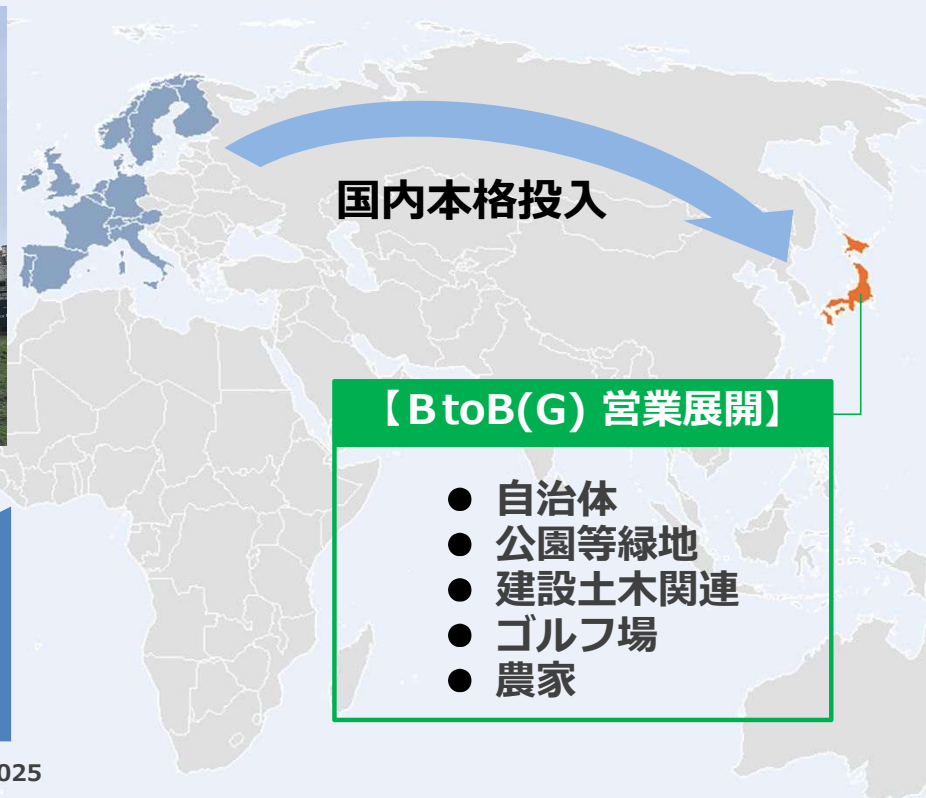 国内本格投入
【BtoB(G) 営業展開】
● 自治体
● 公園等緑地
● 建設土木関連
● ゴルフ場
● 農家
025